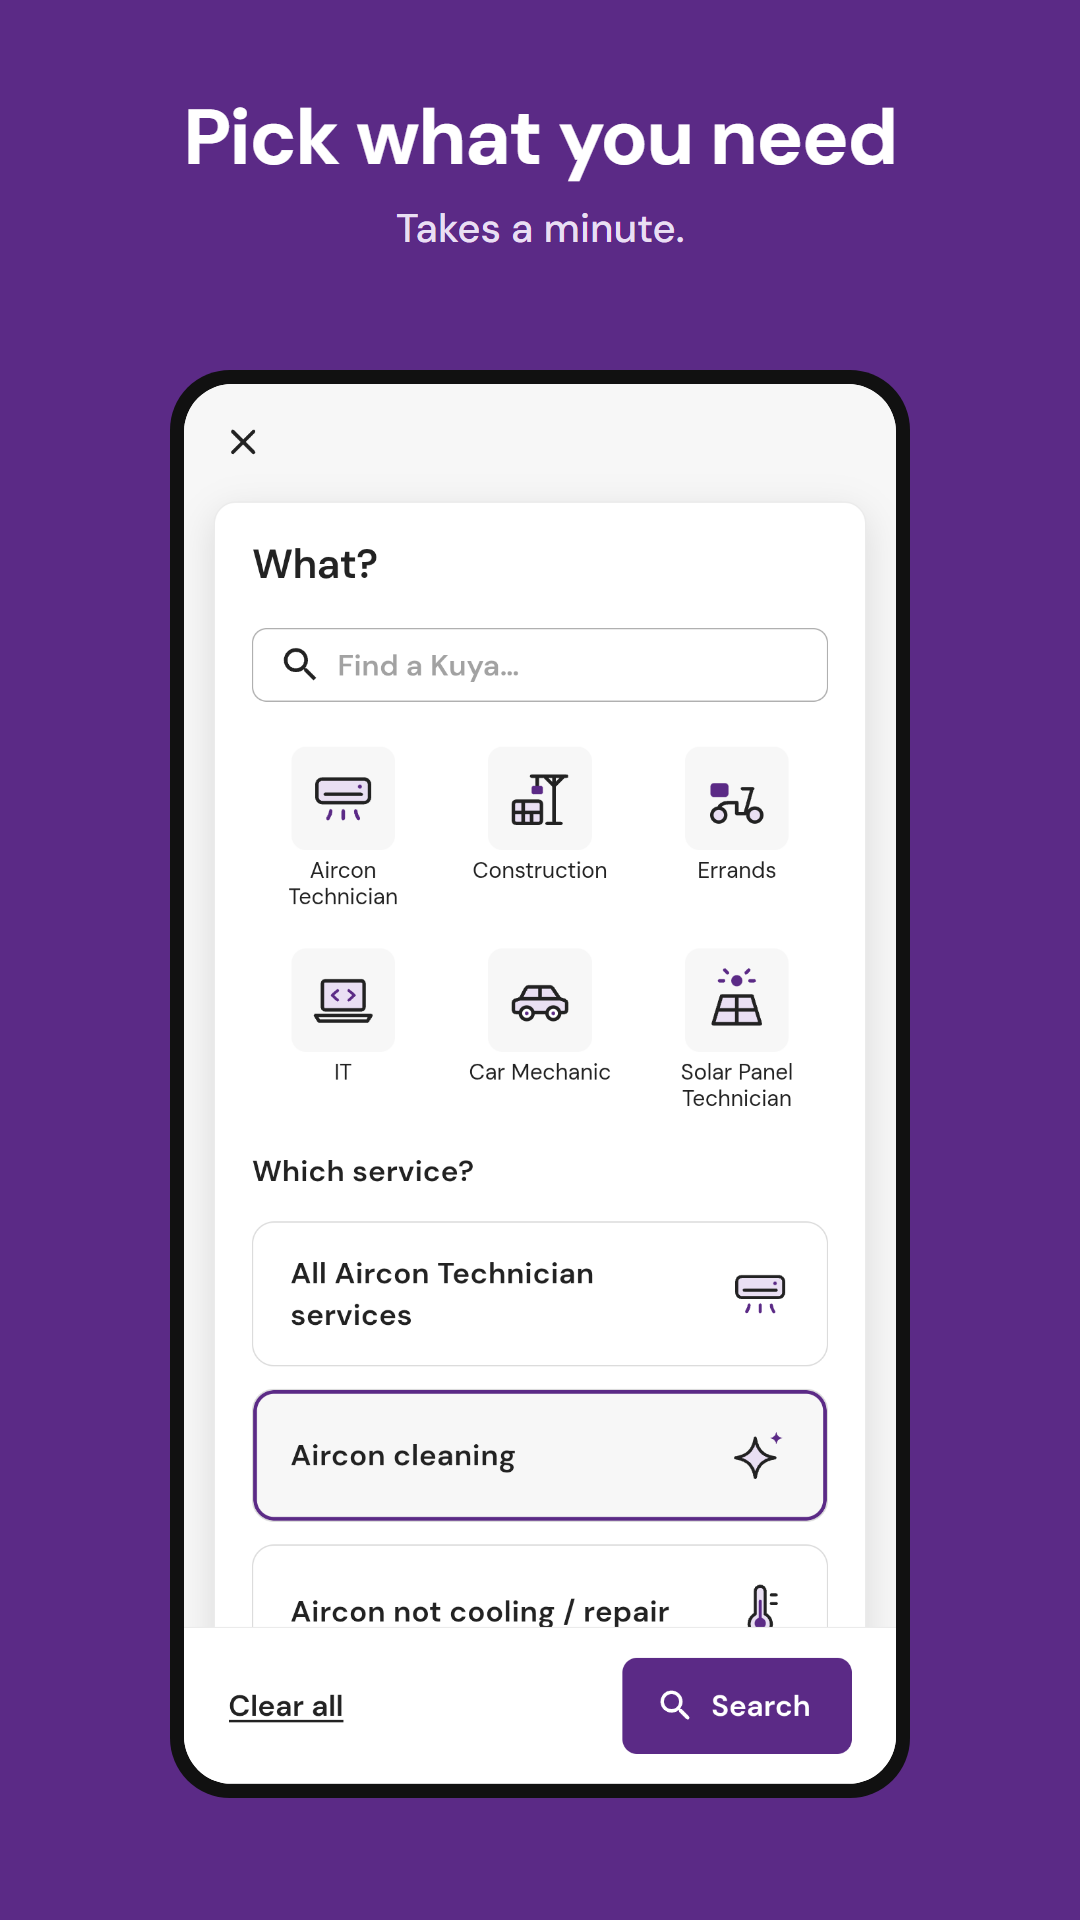 Pick what you need
Takes a minute.
What?
Find a Kuya...
Aircon
Technician
Construction
Errands
IT
Car Mechanic
Solar Panel
Technician
Which service?
All Aircon Technician
services
Aircon cleaning
Aircon not cooling / repair
Clear all
Search